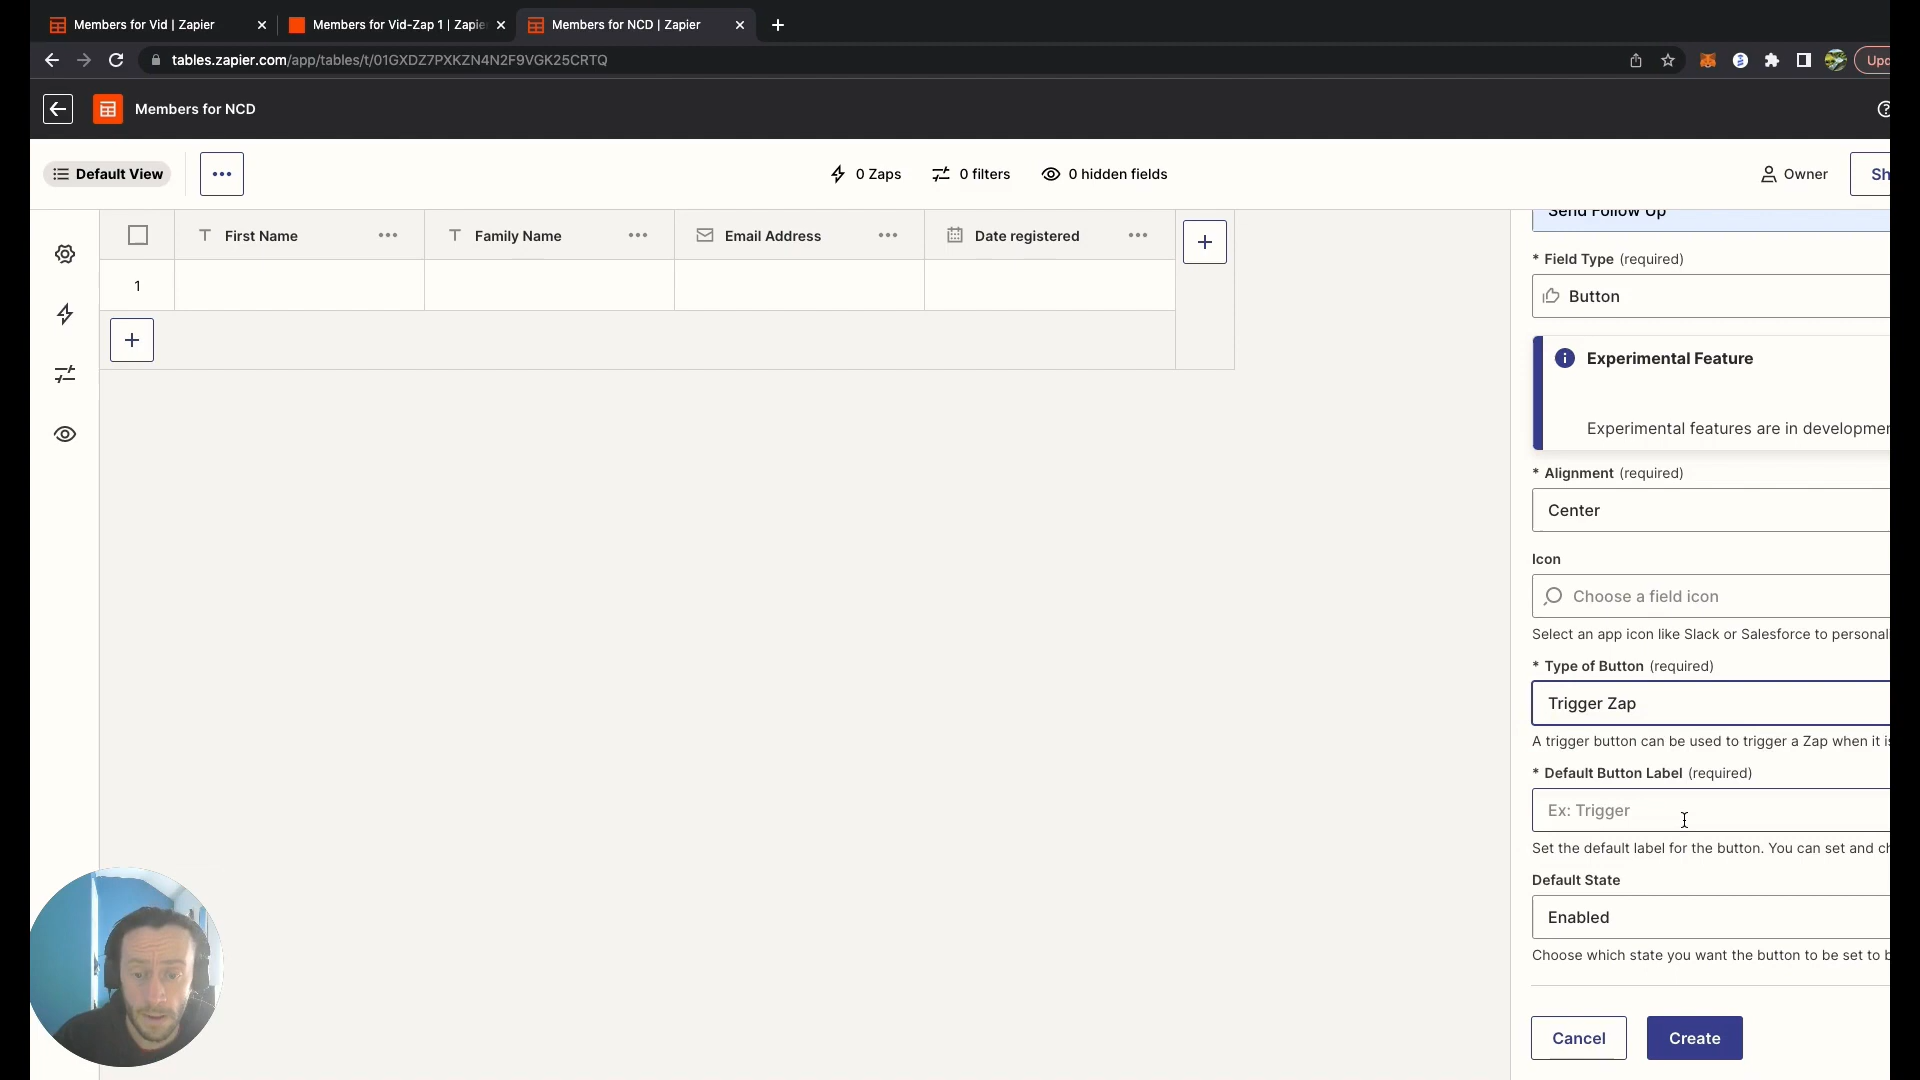 Members for Vid | Zapier
Members for Vid-Zap 1 | Zapier
Members for NCD | Zapier
tables.zapier.com/app/tables/t/01GXDZ7PXKZN4N2F9VGK25CRTQ
Members for NCD
Default View
0 Zaps
0 filters
0 hidden fields
Owner
First Name
Family Name
Email Address
Date registered
1
Send Follow Up
* Field Type (required)
Button
Experimental Feature
Experimental features are in
* Alignment (required)
Center
Icon
Choose a field icon
Select an app icon like Slack or Salesforce to
* Type of Button (required)
Trigger Zap
A trigger button can be used to trigger a Zap when it
* Default Button Label (required)
Ex: Trigger
Set the default label for the button. You can set and
Default State
Enabled
Choose which state you want the button to be set to
Cancel
Create